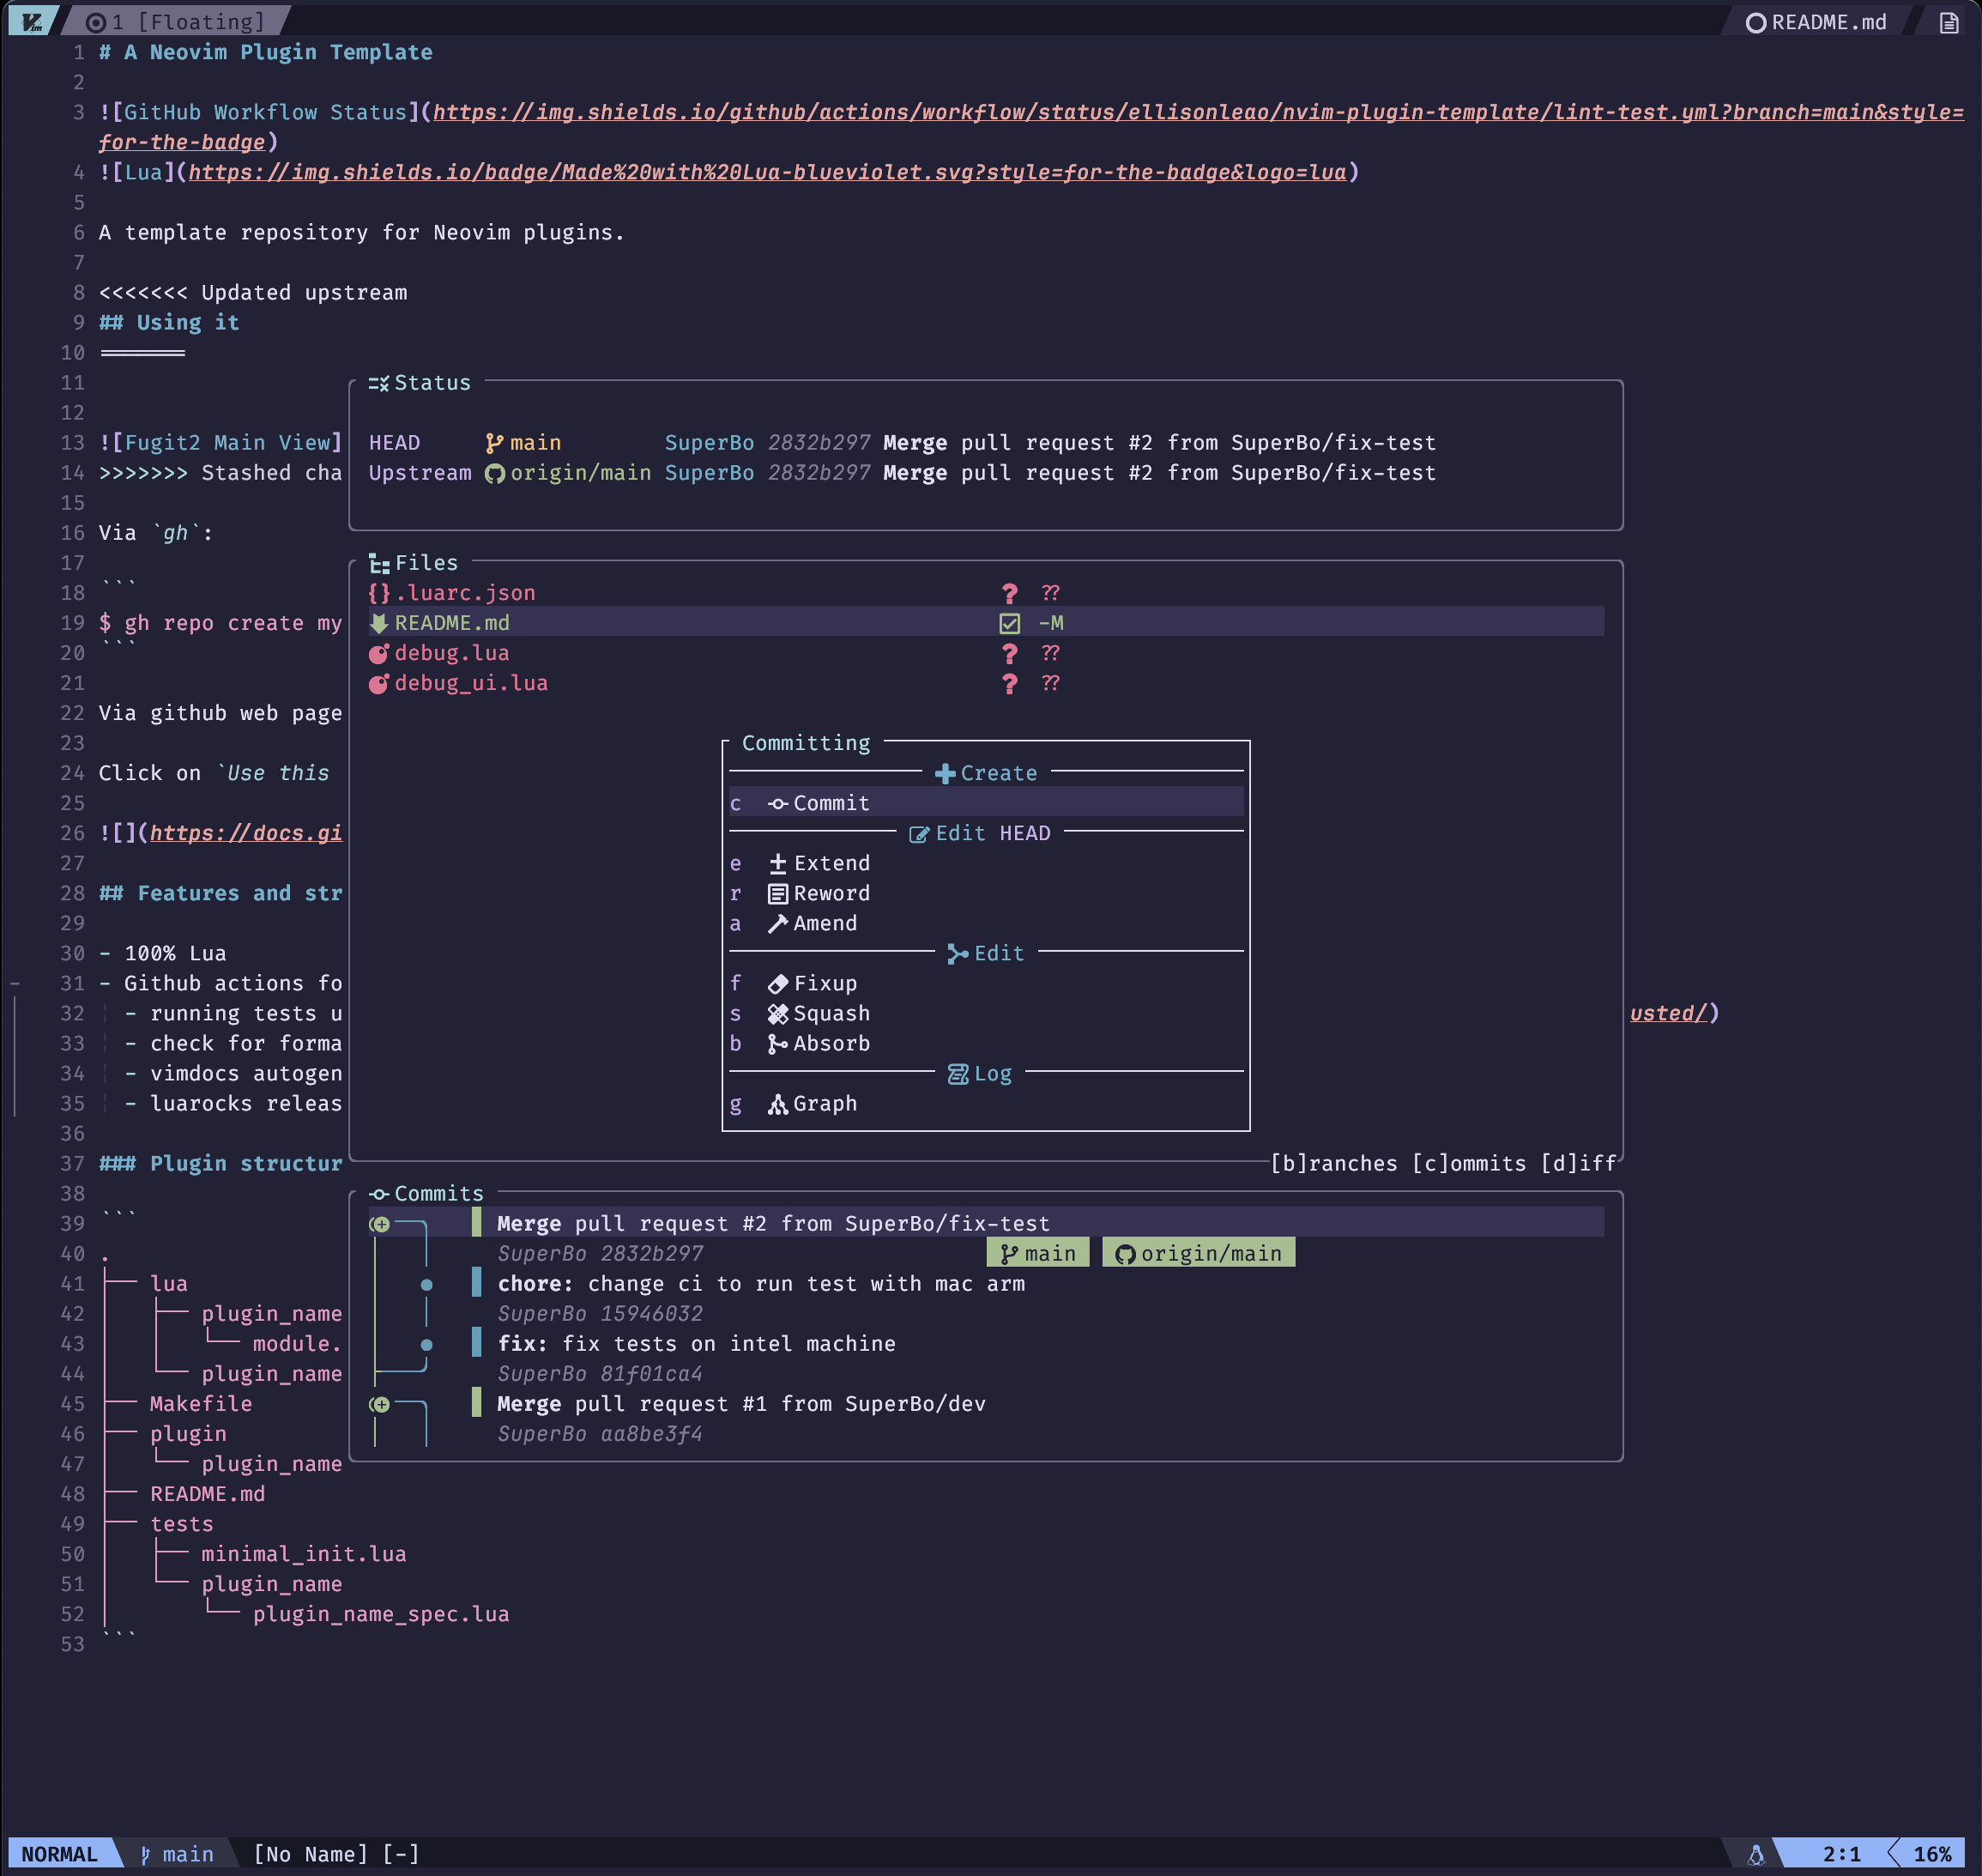 Vim 1 [Floating] README.md
1 # A Neovim Plugin Template
2
3 ![GitHub Workflow Status](https://img.shields.io/github/actions/workflow/status/ellisonleao/nvim-plugin-template/lint-test.yml?branch=main&style=
for-the-badge)
4 ![Lua](https://img.shields.io/badge/Made%20with%20Lua-blueviolet.svg?style=for-the-badge&logo=lua)
5
6 A template repository for Neovim plugins.
7
8 <<<<<<< Updated upstream
9 ## Using it
10 =======
11 Status
12
13 ![Fugit2 Main View] HEAD main SuperBo 2832b297 Merge pull request #2 from SuperBo/fix-test
14 >>>>>>> Stashed cha Upstream origin/main SuperBo 2832b297 Merge pull request #2 from SuperBo/fix-test
15
16 Via `gh`:
17 Files
18 ``` {}.luarc.json ? ??
19 $ gh repo create my README.md -M
20 ``` debug.lua ? ??
21 debug_ui.lua ? ??
22 Via github web page
23 Committing
24 Click on `Use this Create
25 c Commit
26 ![](https://docs.gi Edit HEAD
27 e Extend
28 ## Features and str r Reword
29 a Amend
30 - 100% Lua Edit
31 - Github actions fo f Fixup
32 - running tests u s Squash usted/)
33 - check for forma b Absorb
34 - vimdocs autogen Log
35 - luarocks releas g Graph
36
37 ### Plugin structur [b]ranches [c]ommits [d]iff
38 Commits
39 ``` Merge pull request #2 from SuperBo/fix-test
40 . SuperBo 2832b297 main origin/main
41 ├── lua chore: change ci to run test with mac arm
42 │   ├── plugin_name SuperBo 15946032
43 │   │   └── module. fix: fix tests on intel machine
44 │   └── plugin_name SuperBo 81f01ca4
45 ├── Makefile Merge pull request #1 from SuperBo/dev
46 ├── plugin SuperBo aa8be3f4
47 │   └── plugin_name
48 ├── README.md
49 ├── tests
50 │   ├── minimal_init.lua
51 │   └── plugin_name
52 │       └── plugin_name_spec.lua
53 ```
NORMAL main [No Name] [-] 2:1 16%